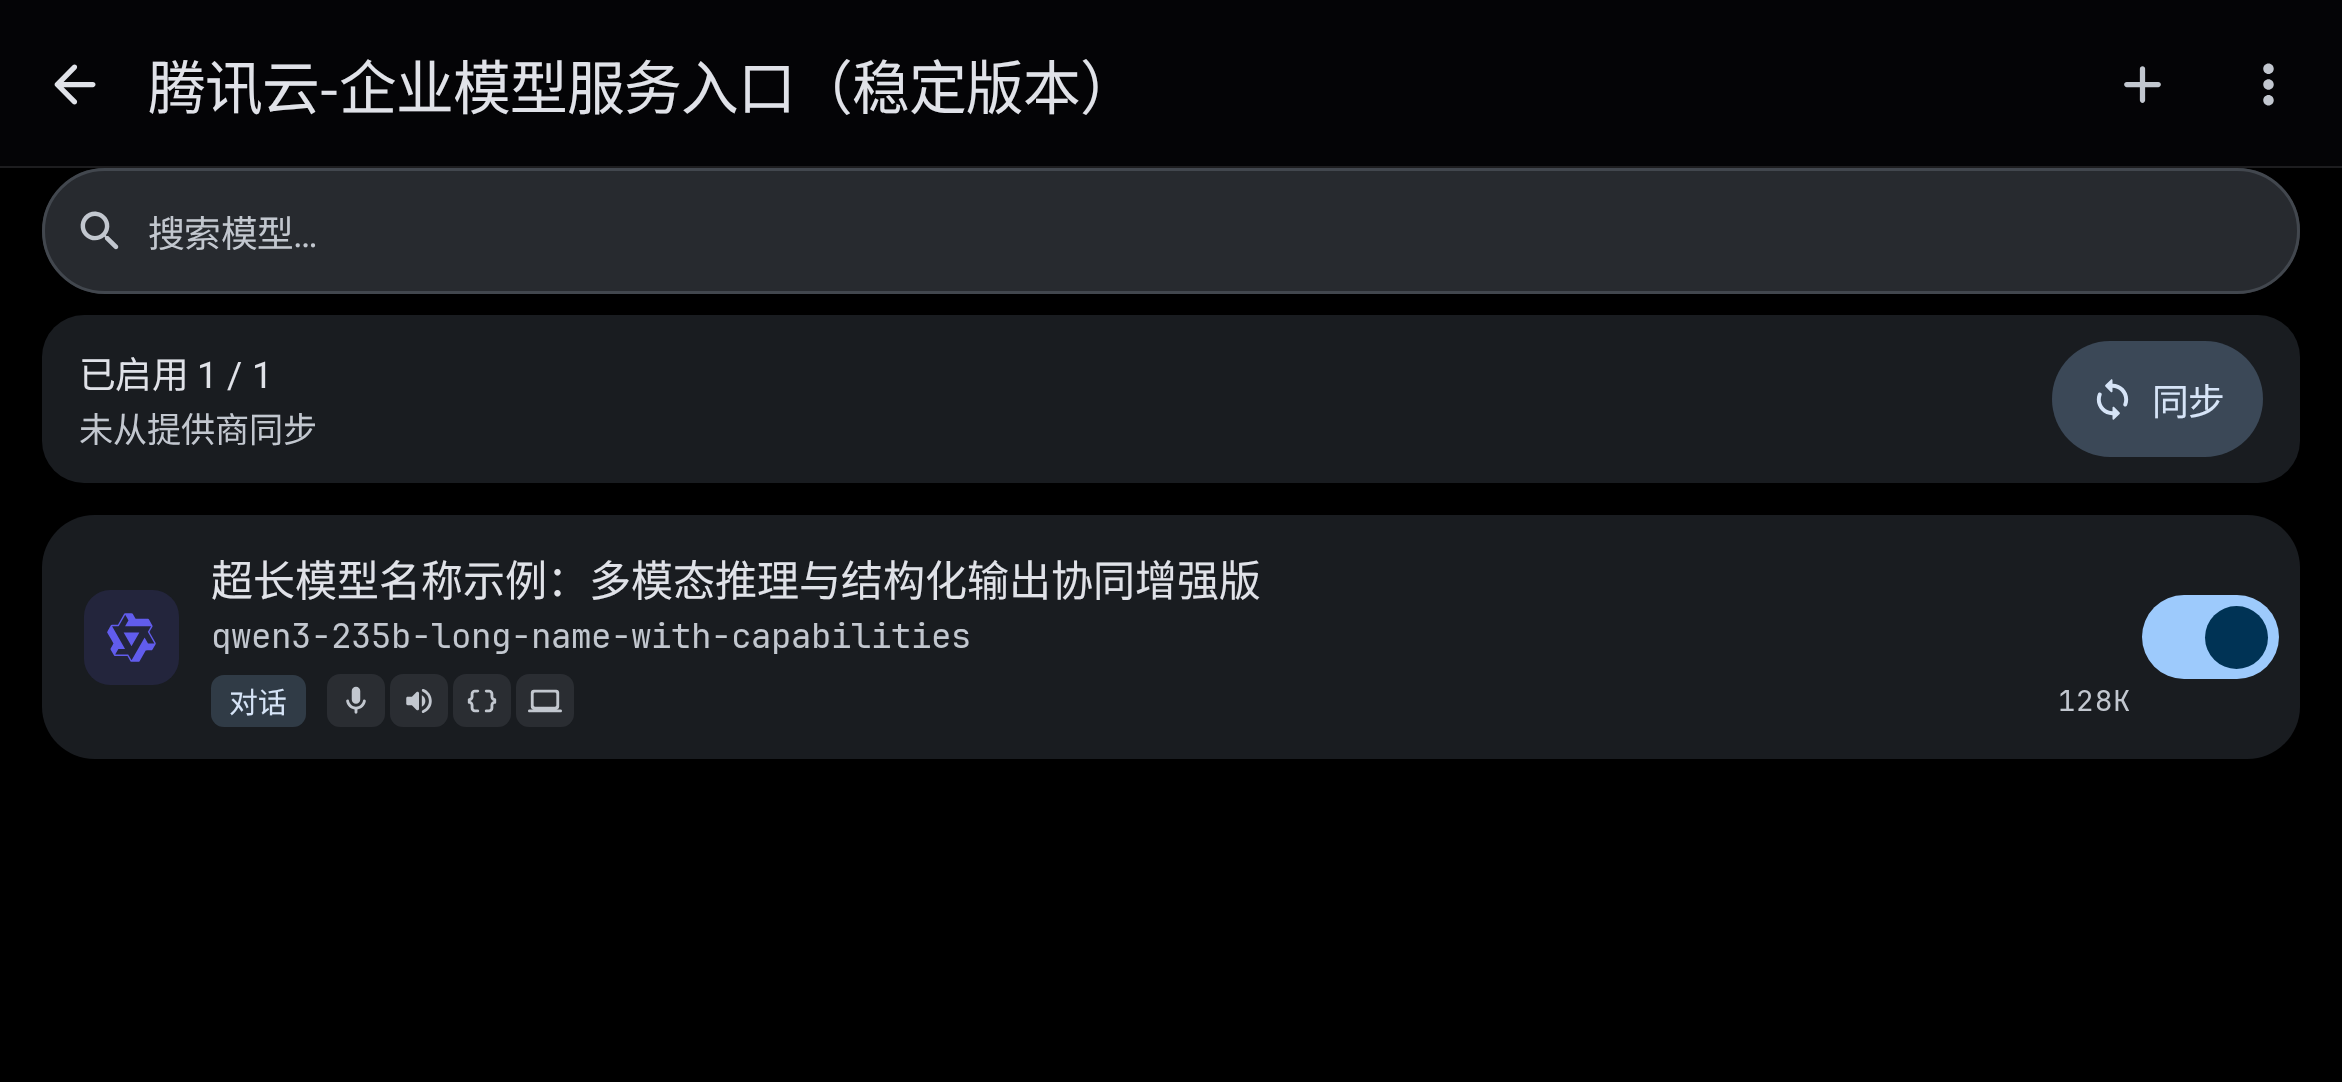 腾讯云-企业模型服务入口（稳定版本）
搜索模型...
已启用 1 / 1
未从提供商同步
同步
超长模型名称示例：多模态推理与结构化输出协同增强版
qwen3-235b-long-name-with-capabilities
对话
128K